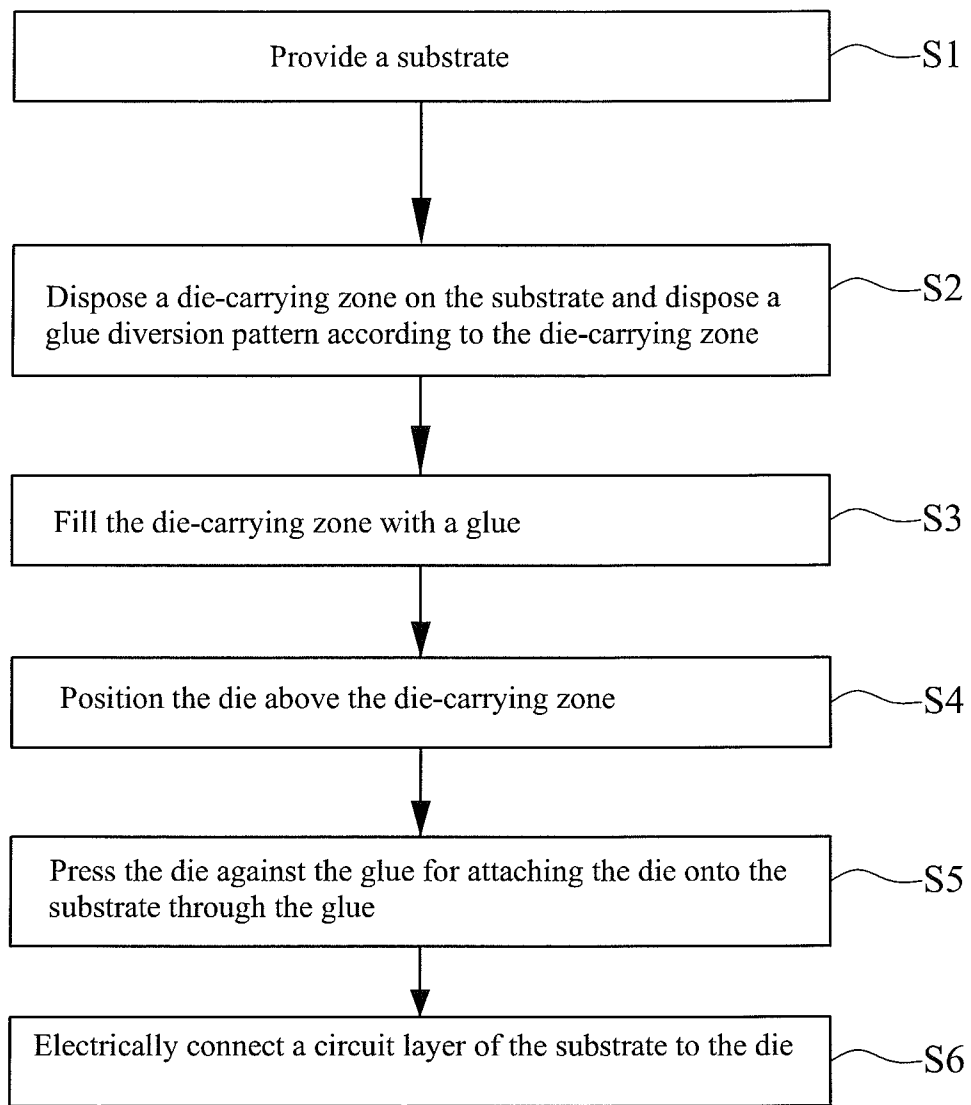 Provide a substrate
S1
Dispose a die-carrying zone on the substrate and dispose a
glue diversion pattern according to the die-carrying zone
S2
Fill the die-carrying zone with a glue
S3
Position the die above the die-carrying zone
S4
Press the die against the glue for attaching the die onto the
substrate through the glue
S5
Electrically connect a circuit layer of the substrate to the die
S6